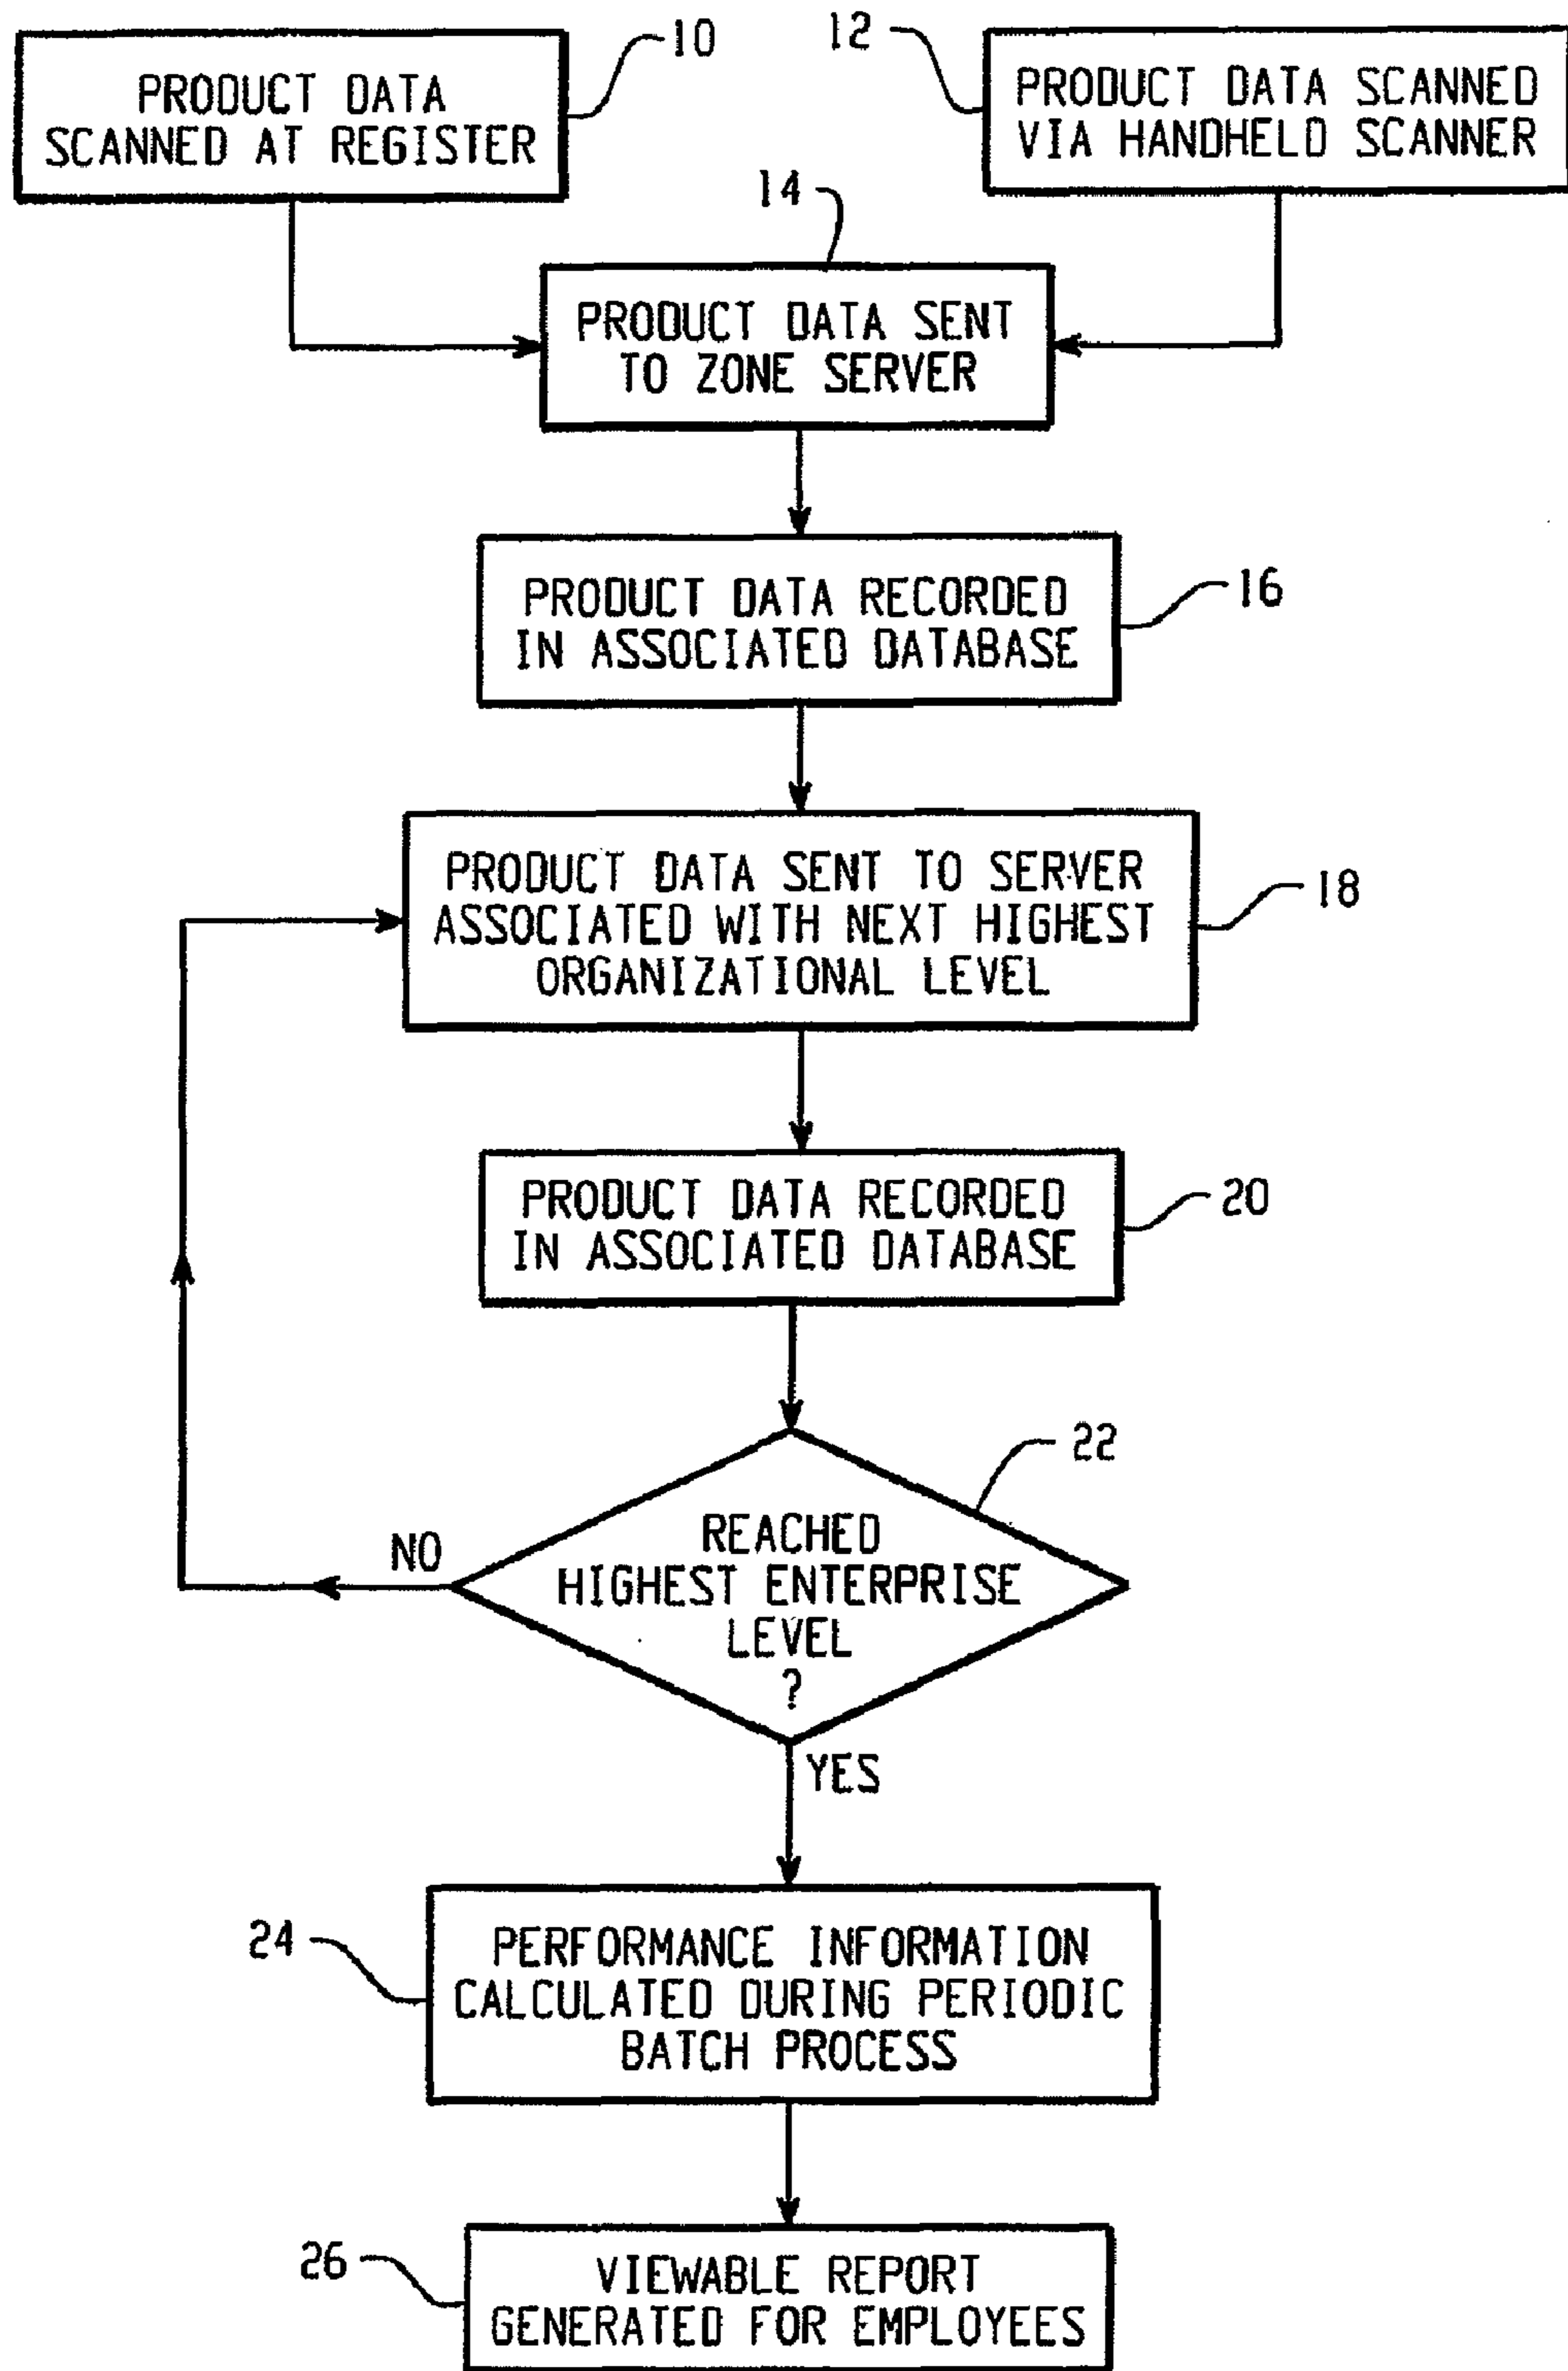 10
PRODUCT DATA
SCANNED AT REGISTER
12
PRODUCT DATA SCANNED
VIA HANDHELD SCANNER
14
PRODUCT DATA SENT
TO ZONE SERVER
16
PRODUCT DATA RECORDED
IN ASSOCIATED DATABASE
18
PRODUCT DATA SENT TO SERVER
ASSOCIATED WITH NEXT HIGHEST
ORGANIZATIONAL LEVEL
20
PRODUCT DATA RECORDED
IN ASSOCIATED DATABASE
22
REACHED
HIGHEST ENTERPRISE
LEVEL
?
NO
YES
24
PERFORMANCE INFORMATION
CALCULATED DURING PERIODIC
BATCH PROCESS
26
VIEWABLE REPORT
GENERATED FOR EMPLOYEES